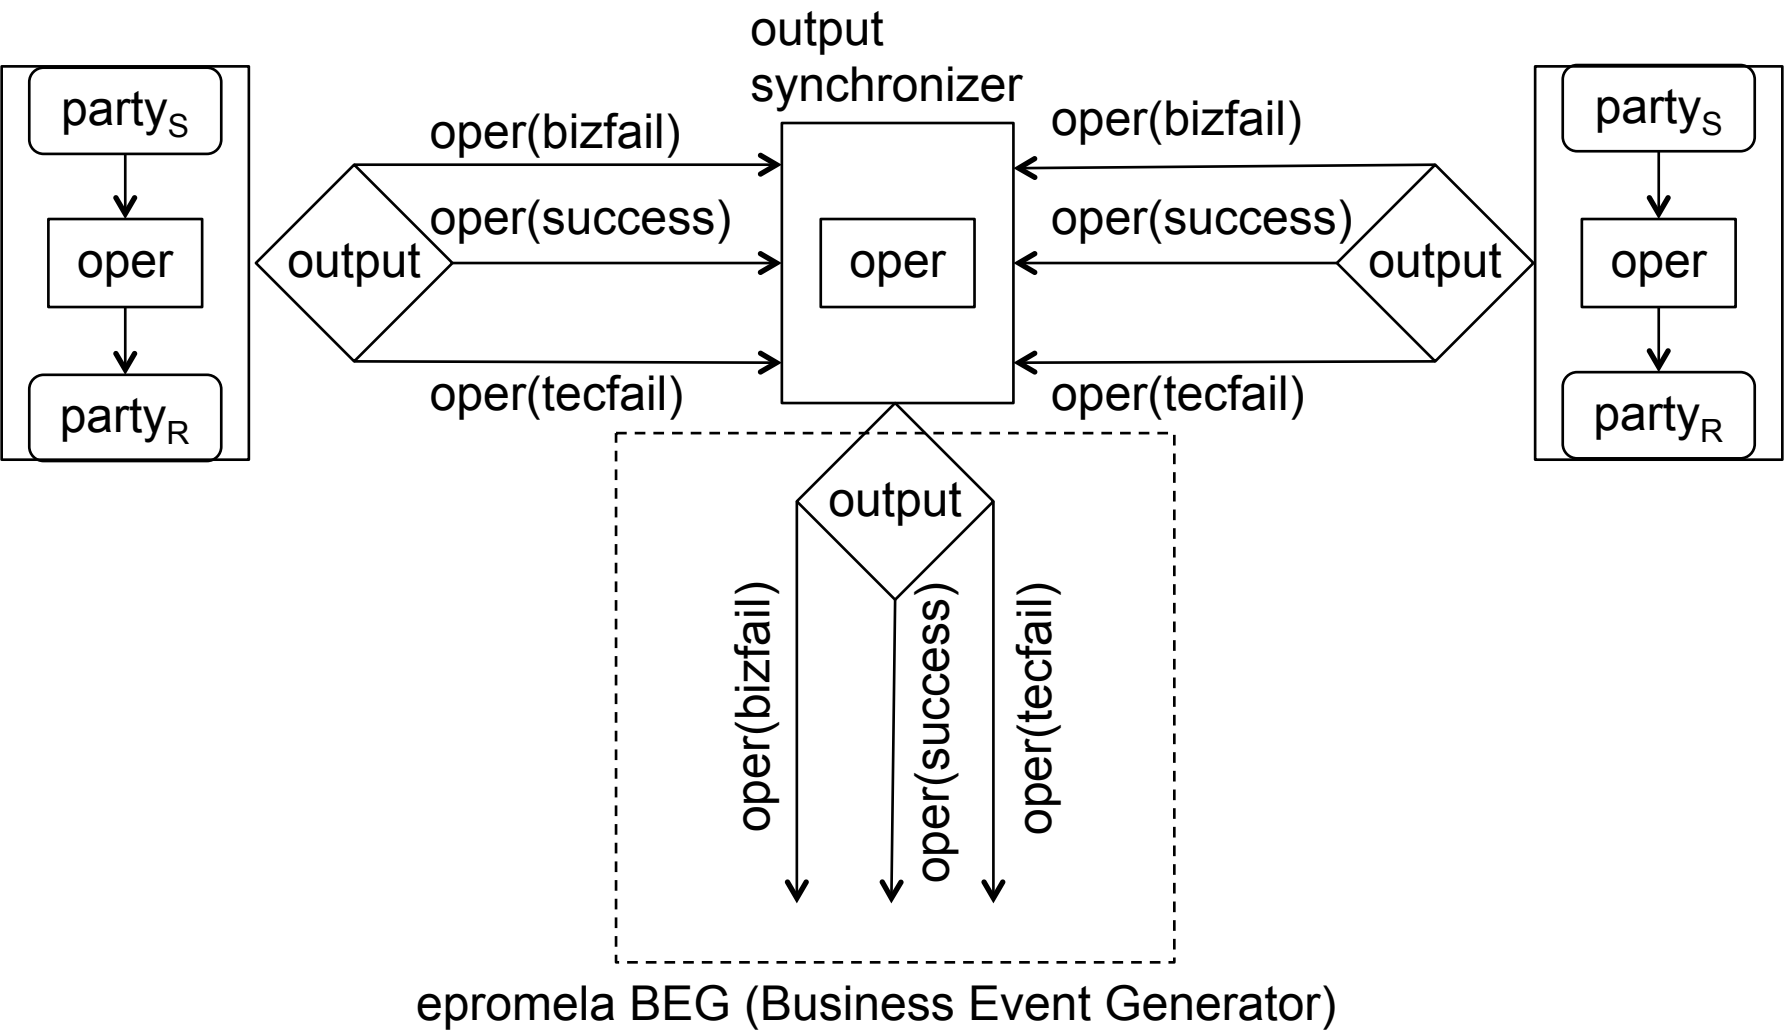 output
synchronizer
partyS
oper
partyR
output
oper(bizfail)
oper(success)
oper(tecfail)
oper
oper(bizfail)
oper(success)
oper(tecfail)
output
partyS
oper
partyR
output
oper(bizfail)
oper(success)
oper(tecfail)
epromela BEG (Business Event Generator)